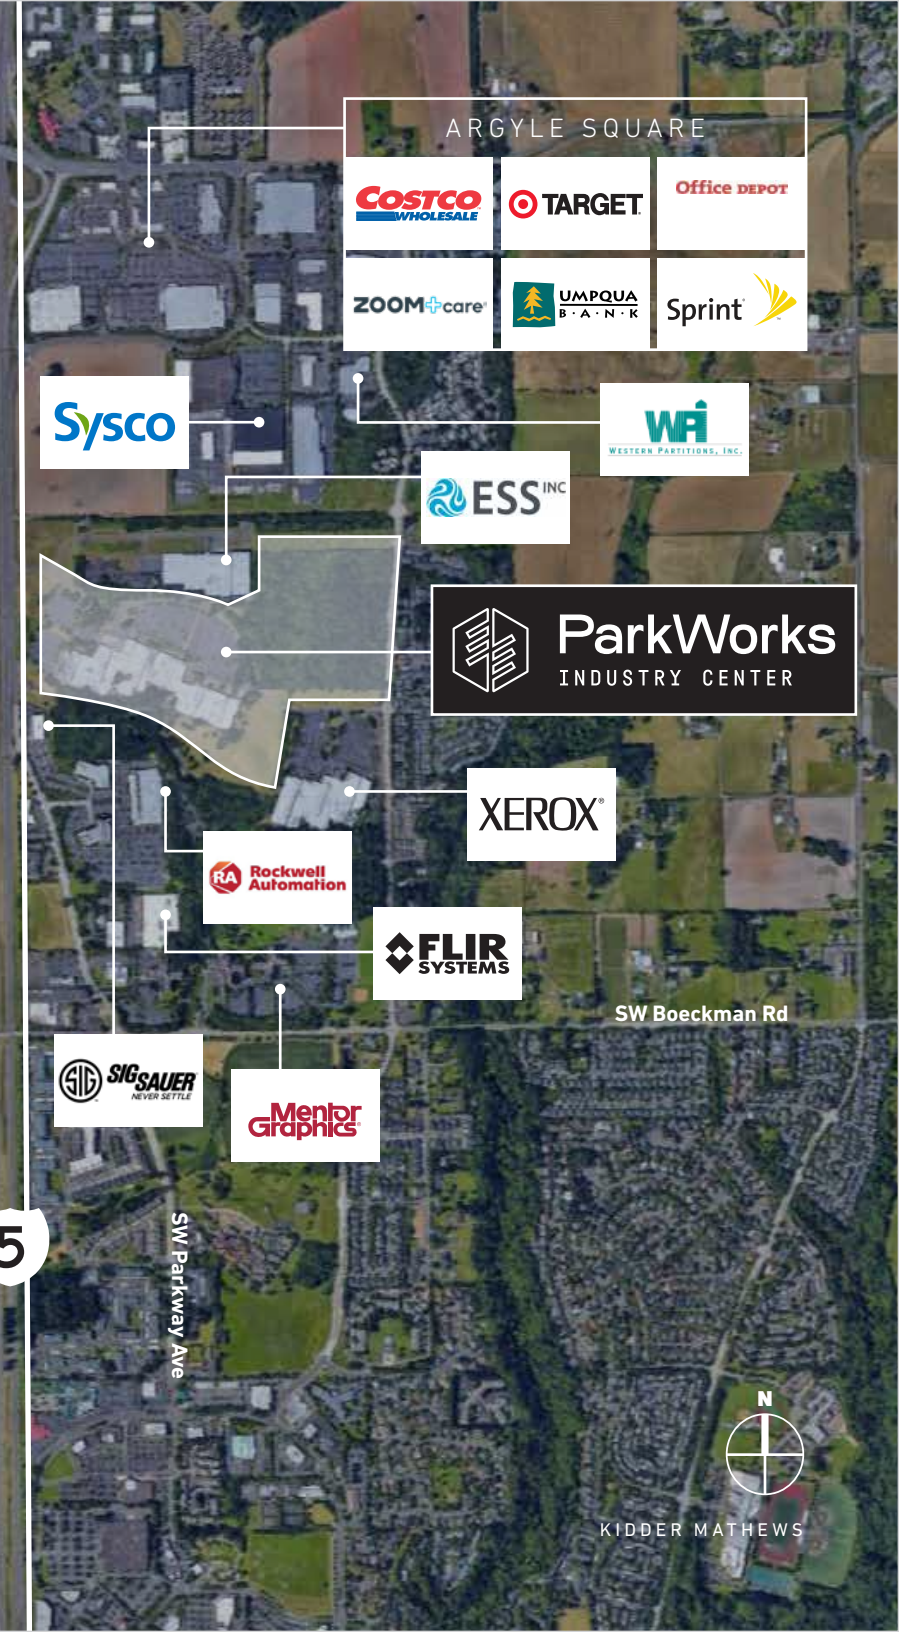 ARGYLE SQUARE
COSTCO
WHOLESALE
TARGET
Office DEPOT
ZOOM+care
UMPQUA
B·A·N·K
Sprint
Sysco
WPI
WESTERN PARTITIONS, INC.
ESS INC
ParkWorks
INDUSTRY CENTER
XEROX®
RA Rockwell
Automation
FLIR
SYSTEMS
SW Boeckman Rd
SIG SIG SAUER
NEVER SETTLE
Mentor
Graphics
5
SW Parkway Ave
N
KIDDER MATHEWS